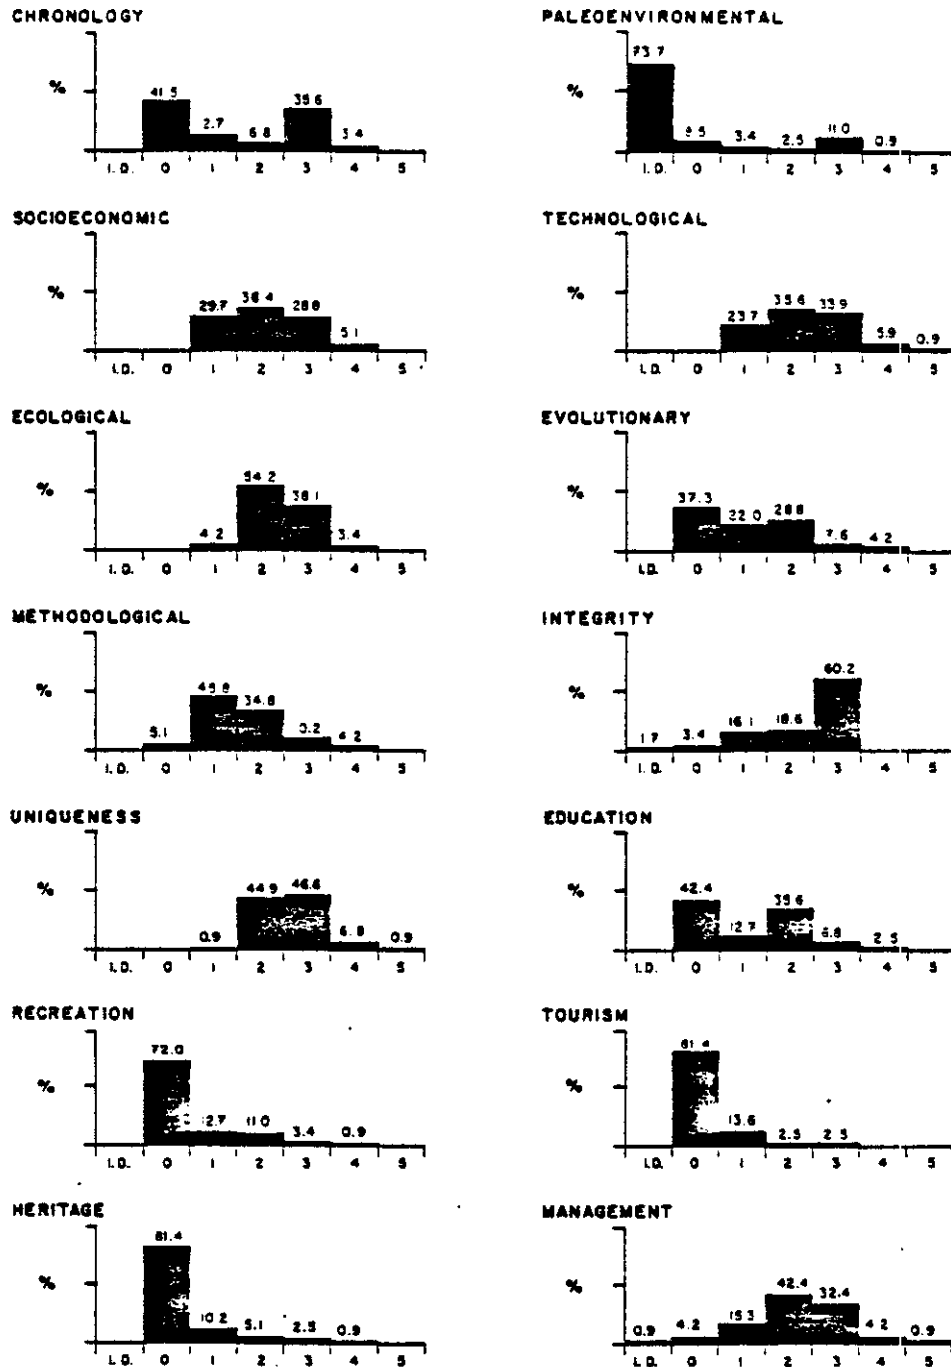 CHRONOLOGY
%
41.5 2.7 6.8 35.6 3.4
I.D. 0 1 2 3 4 5
PALEOENVIRONMENTAL
%
73.7 8.5 3.4 2.5 11.0 0.9
I.D. 0 1 2 3 4 5
SOCIOECONOMIC
%
29.7 36.4 28.8 5.1
I.D. 0 1 2 3 4 5
TECHNOLOGICAL
%
23.7 35.6 33.9 5.9 0.9
I.D. 0 1 2 3 4 5
ECOLOGICAL
%
4.2 54.2 38.1 3.4
I.D. 0 1 2 3 4 5
EVOLUTIONARY
%
37.3 22.0 28.8 7.6 4.2
I.D. 0 1 2 3 4 5
METHODOLOGICAL
%
5.1 45.8 34.8 0.2 4.2
I.D. 0 1 2 3 4 5
INTEGRITY
%
1.7 3.4 16.1 18.6 60.2
I.D. 0 1 2 3 4 5
UNIQUENESS
%
0.9 44.9 46.6 6.8 0.9
I.D. 0 1 2 3 4 5
EDUCATION
%
42.4 12.7 35.6 6.8 2.5
I.D. 0 1 2 3 4 5
RECREATION
%
72.0 12.7 11.0 3.4 0.9
I.D. 0 1 2 3 4 5
TOURISM
%
81.4 13.6 2.5 2.5
I.D. 0 1 2 3 4 5
HERITAGE
%
81.4 10.2 5.1 2.5 0.9
I.D. 0 1 2 3 4 5
MANAGEMENT
%
0.9 4.2 15.3 42.4 32.4 4.2 0.9
I.D. 0 1 2 3 4 5